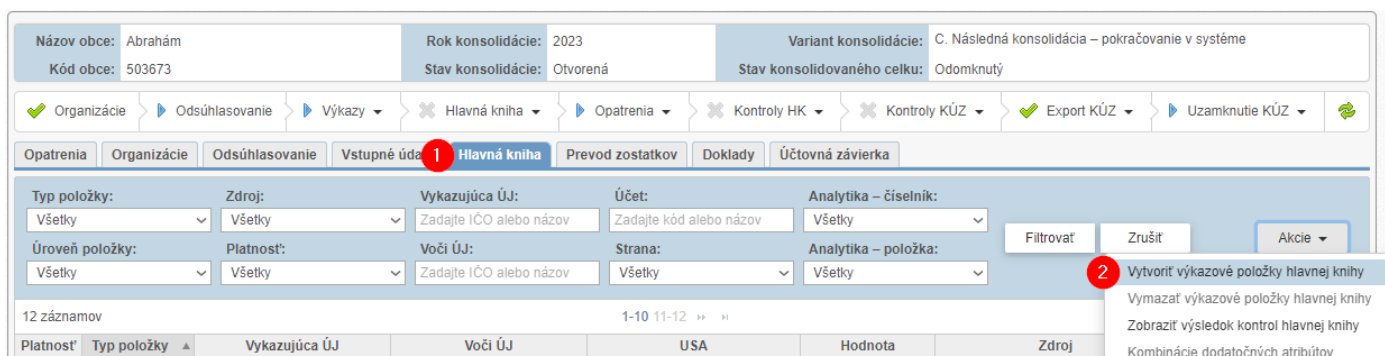 Názov obce: Abrahám Rok konsolidácie: 2023 Variant konsolidácie: C. Následná konsolidácia – pokračovanie v systéme
Kód obce: 503673 Stav konsolidácie: Otvorená Stav konsolidovaného celku: Odomknutý
Organizácie Odsúhlasovanie Výkazy Hlavná kniha Opatrenia Kontroly HK Kontroly KÚZ Export KÚZ Uzamknutie KÚZ
Opatrenia Organizácie Odsúhlasovanie Vstupné úda 1 Hlavná kniha Prevod zostatkov Doklady Účtovná závierka
Typ položky: Zdroj: Vykazujúca ÚJ: Účet: Analytika – číselník:
Všetky Všetky Zadajte IČO alebo názov Zadajte kód alebo názov Všetky
Filtrovať Zrušiť Akcie
Úroveň položky: Platnosť: Voči ÚJ: Strana: Analytika – položka:
Všetky Všetky Zadajte IČO alebo názov Všetky Všetky
2 Vytvoriť výkazové položky hlavnej knihy
Vymazať výkazové položky hlavnej knihy
12 záznamov 1-10 11-12
Zobraziť výsledok kontrol hlavnej knihy
Platnosť Typ položky Vykazujúca ÚJ Voči ÚJ USA Hodnota Zdroj
Kombinácie dodatočných atribútov